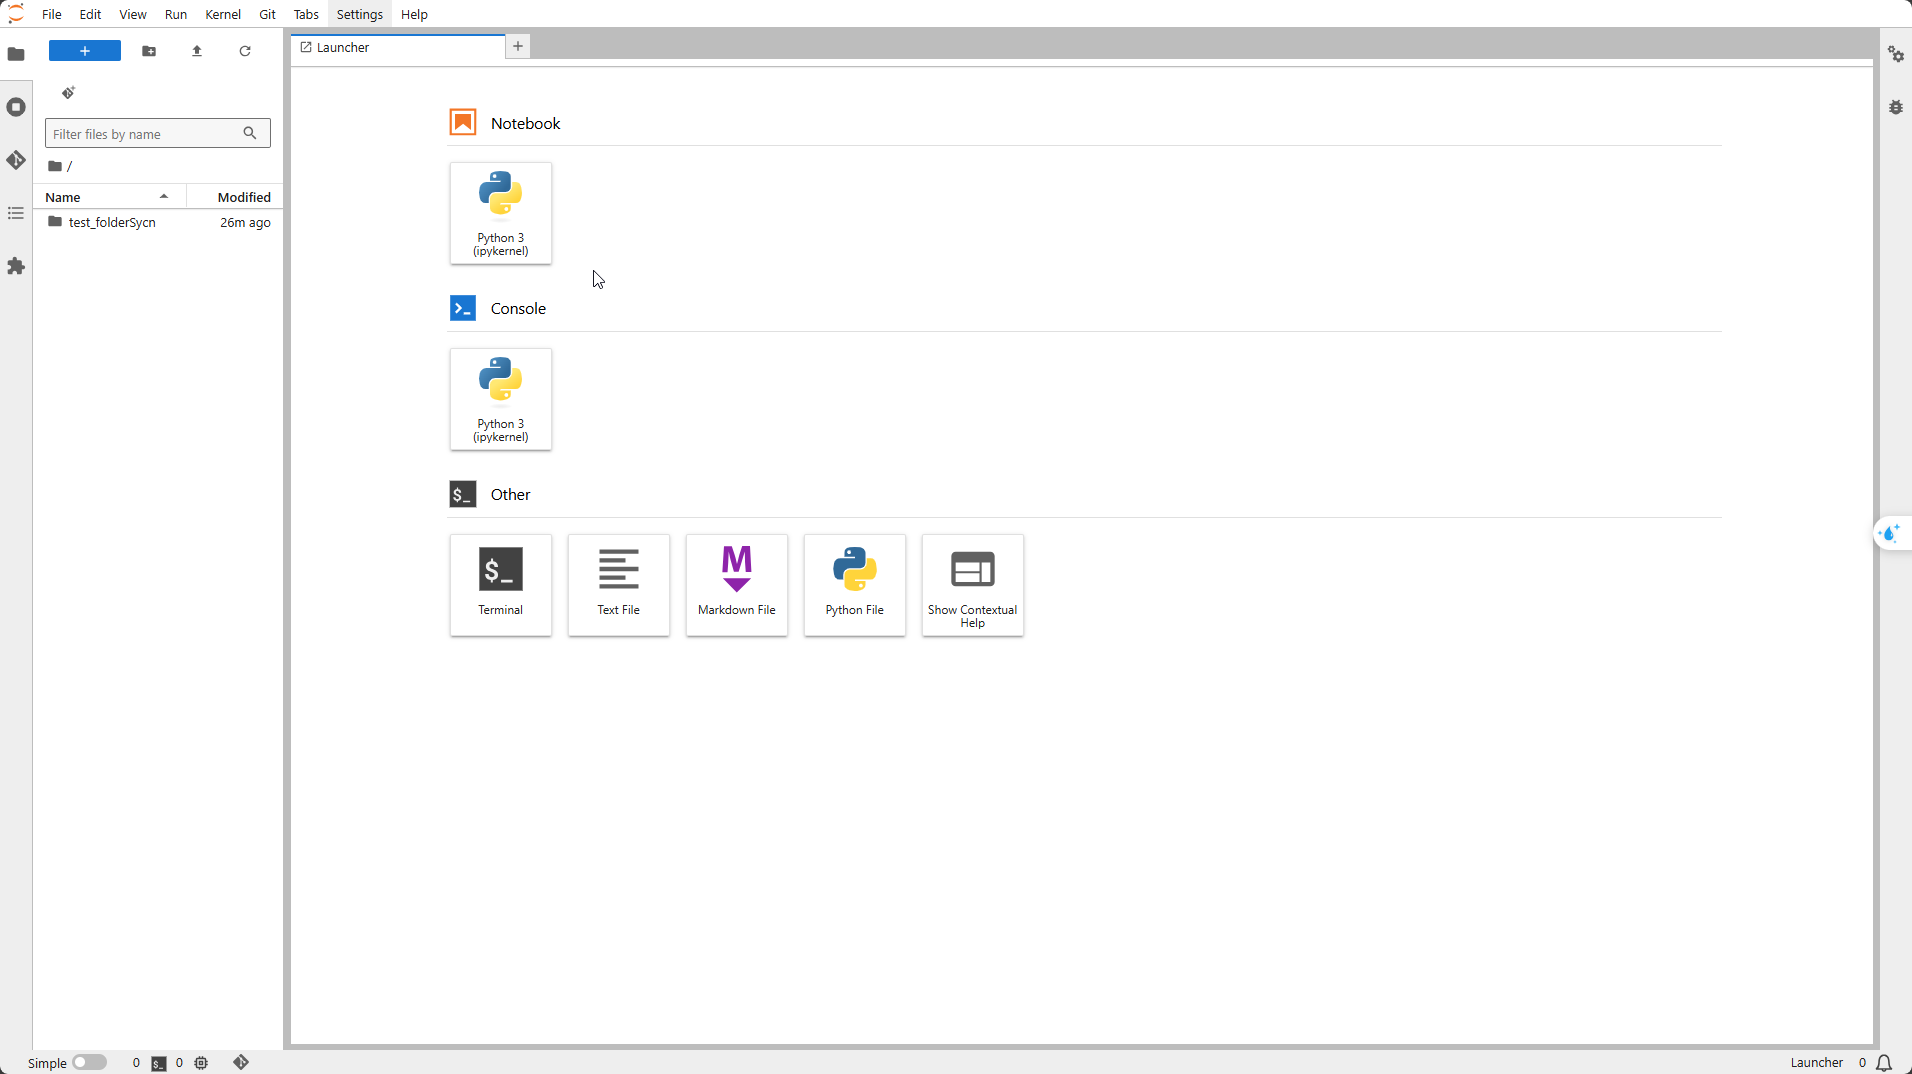 File Edit View Run Kernel Git Tabs Settings Help
Launcher
Filter files by name
/
Name Modified
test_folderSycn 26m ago
Notebook
Python 3
(ipykernel)
Console
Python 3
(ipykernel)
$_ Other
$_
Terminal
Text File
M
Markdown File
Python File
Show Contextual
Help
Simple 0 $_ 0
Launcher 0